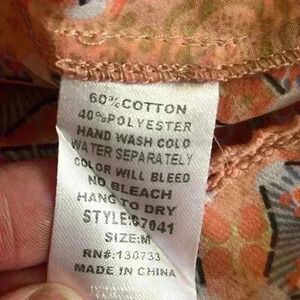 60% COTTON
40% POLYESTER
HAND WASH COLD
WATER SEPARATELY
COLOR WILL BLEED
NO BLEACH
HANG TO DRY
STYLE:87041
SIZE:M
RN#:130733
MADE IN CHINA